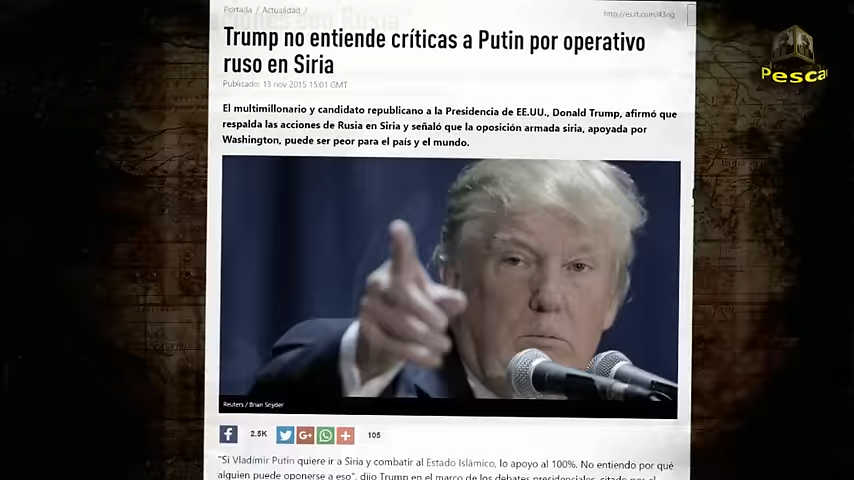 Portada / Actualidad /
http://es.rt.com/43ng
Trump no entiende críticas a Putin por operativo
ruso en Siria
Publicado: 13 nov 2015 15:01 GMT
Pesca
El multimillonario y candidato republicano a la Presidencia de EE.UU., Donald Trump, afirmó que
respalda las acciones de Rusia en Siria y señaló que la oposición armada siria, apoyada por
Washington, puede ser peor para el país y el mundo.
Reuters / Brian Snyder
2.5K
105
"Si Vladímir Putin quiere ir a Siria y combatir al Estado Islámico, lo apoyo al 100%. No entiendo por qué
alguien puede oponerse a eso", dijo Trump en el marco de los debates presidenciales, citado por el